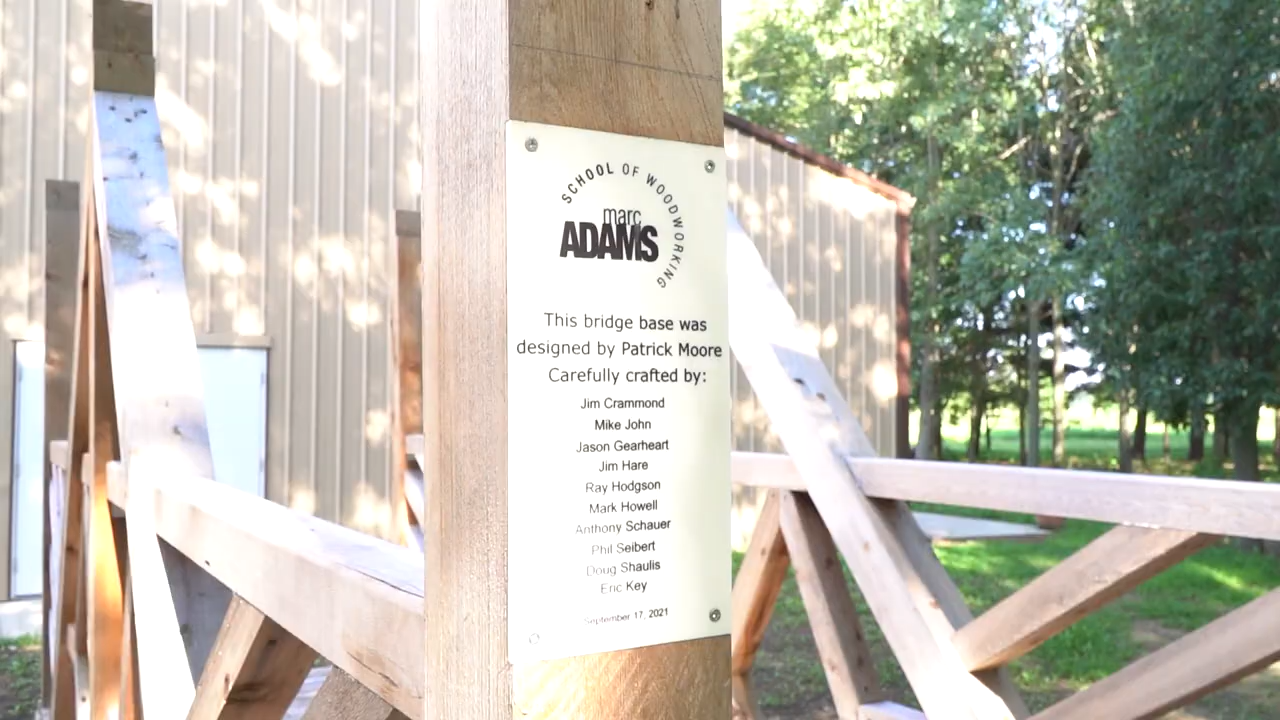 SCHOOL OF WOODWORKING
marc
ADAMS
This bridge base was
designed by Patrick Moore
Carefully crafted by:
Jim Crammond
Mike John
Jason Gearheart
Jim Hare
Ray Hodgson
Mark Howell
Anthony Schauer
Phil Seibert
Doug Shaulis
Eric Key
September 17, 2021